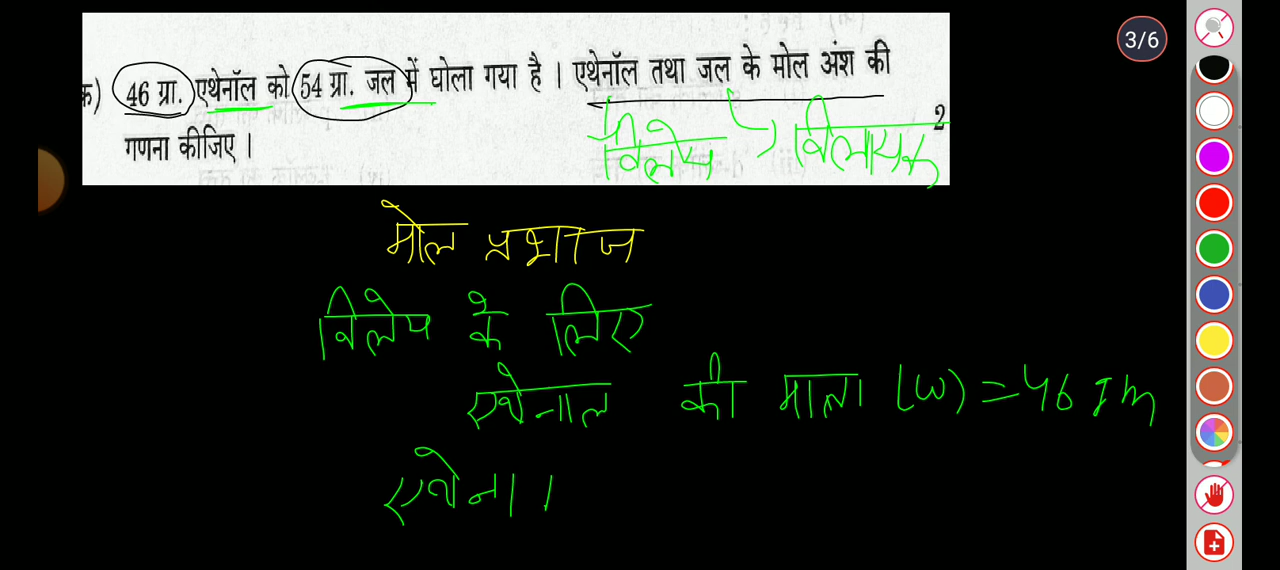 3/6
क) 46 ग्रा. एथेनॉल को 54 ग्रा. जल में घोला गया है । एथेनॉल तथा जल के मोल अंश की
गणना कीजिए । 2
विलेय विलायक
मोल प्रभाज
विलेय के लिए
एथेनाल की मात्रा (W) = 46 gm
एथेना